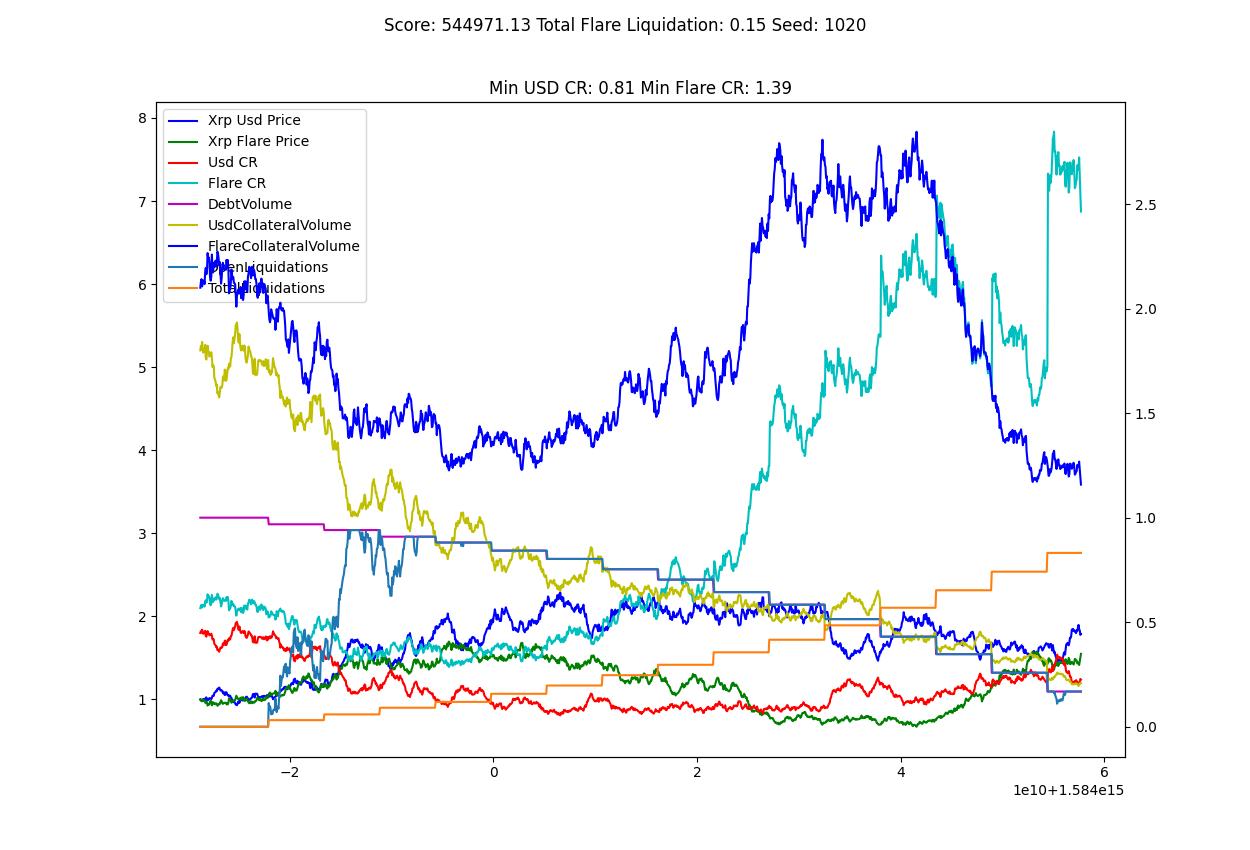 Score: 544971.13 Total Flare Liquidation: 0.15 Seed: 1020
Min USD CR: 0.81 Min Flare CR: 1.39
Xrp Usd Price
Xrp Flare Price
Usd CR
Flare CR
DebtVolume
UsdCollateralVolume
FlareCollateralVolume
OpenLiquidations
TotalLiquidations
8
7
6
5
4
3
2
1
2.5
2.0
1.5
1.0
0.5
0.0
−2
0
2
4
6
1e10+1.584e15